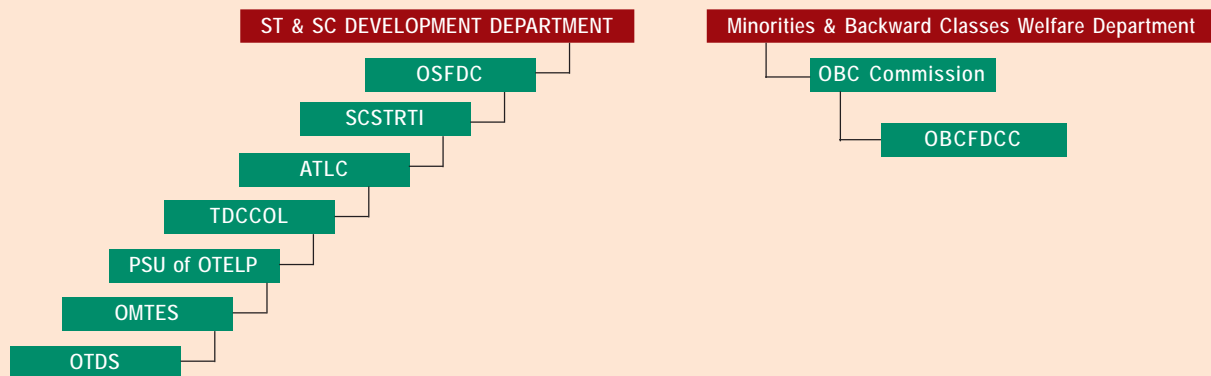 ST & SC DEVELOPMENT DEPARTMENT
OSFDC
SCSTRTI
ATLC
TDCCOL
PSU of OTELP
OMTES
OTDS
Minorities & Backward Classes Welfare Department
OBC Commission
OBCFDCC